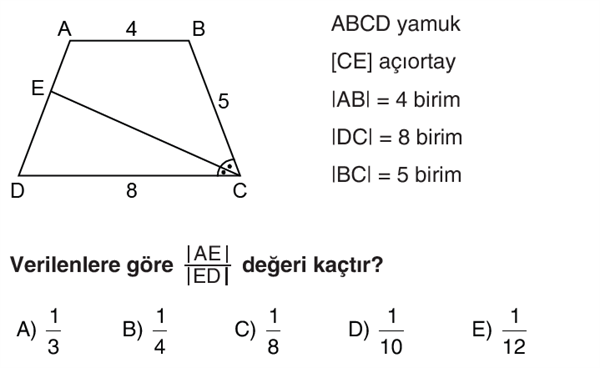 A 4 B
E
5
D 8 C
ABCD yamuk
[CE] açıortay
|AB| = 4 birim
|DC| = 8 birim
|BC| = 5 birim
Verilenlere göre |AE|/|ED| değeri kaçtır?
A) 1/3 B) 1/4 C) 1/8 D) 1/10 E) 1/12